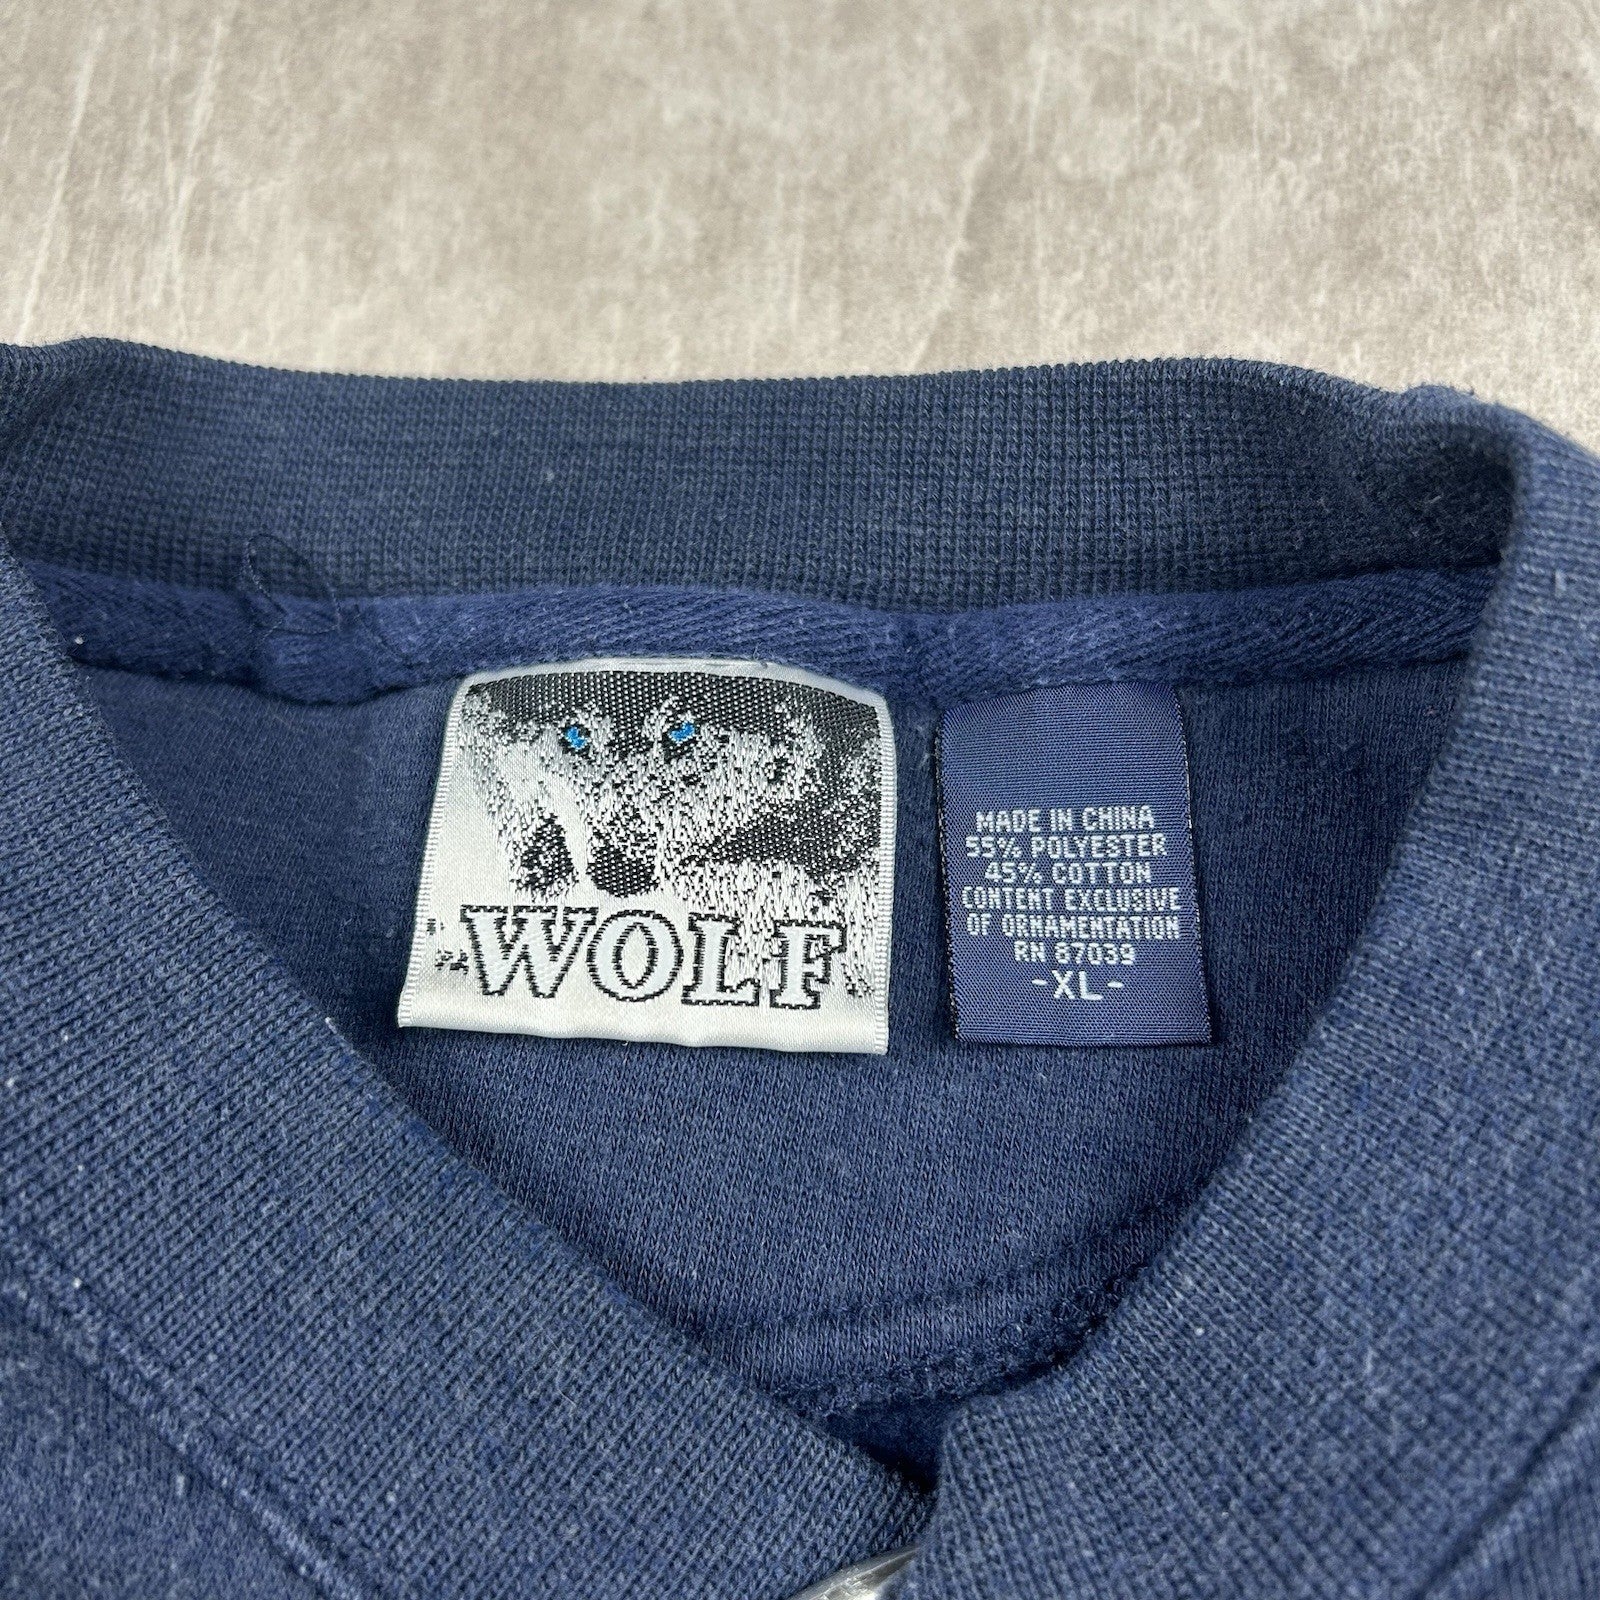 WOLF
MADE IN CHINA
55% POLYESTER
45% COTTON
CONTENT EXCLUSIVE
OF ORNAMENTATION
RN 87039
-XL-